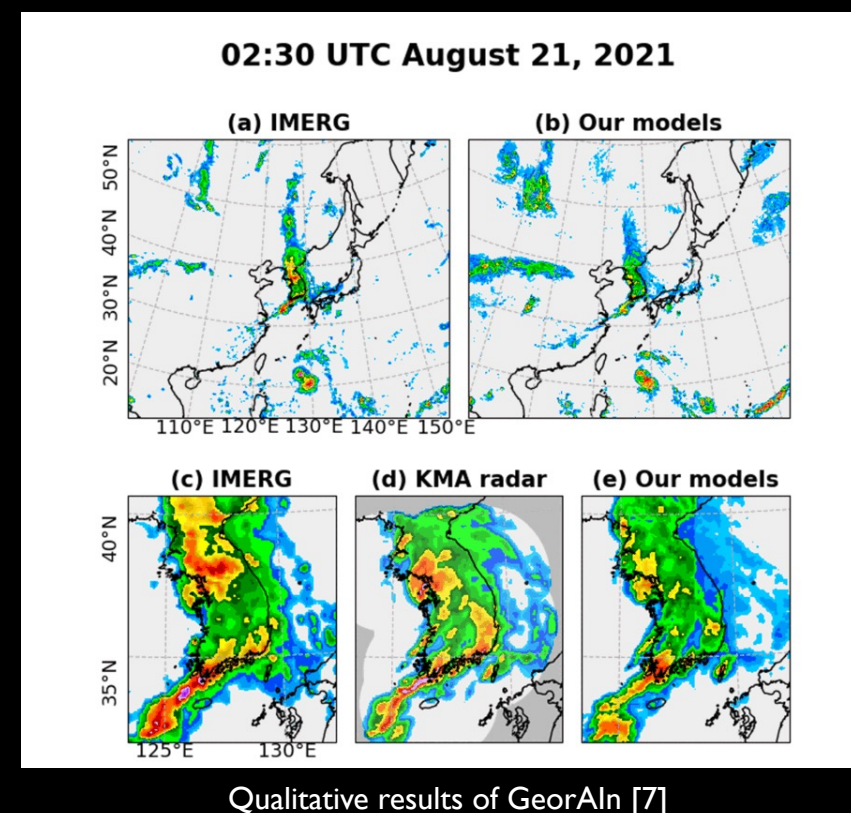 02:30 UTC August 21, 2021
(a) IMERG
(b) Our models
50°N
40°N
30°N
20°N
110°E 120°E 130°E 140°E 150°E
(c) IMERG
(d) KMA radar
(e) Our models
40°N
35°N
125°E
130°E
Qualitative results of GeorAIn [7]